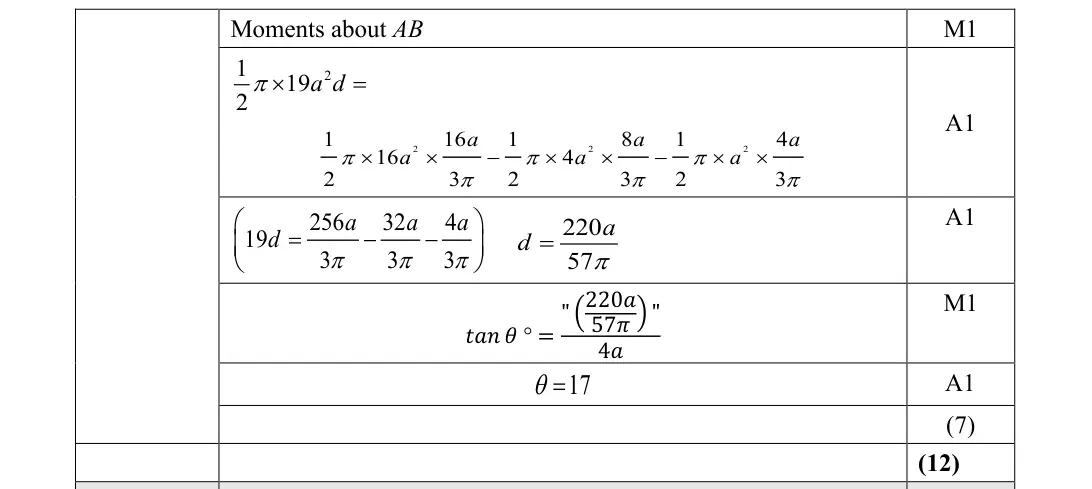 Moments about AB M1
1/2 π × 19a²d =
1/2 π × 16a² × 16a/3π − 1/2 π × 4a² × 8a/3π − 1/2 π × a² × 4a/3π A1
(19d = 256a/3π − 32a/3π − 4a/3π) d = 220a/57π A1
tan θ ° = "(220a/57π)"/4a M1
θ = 17 A1
(7)
(12)